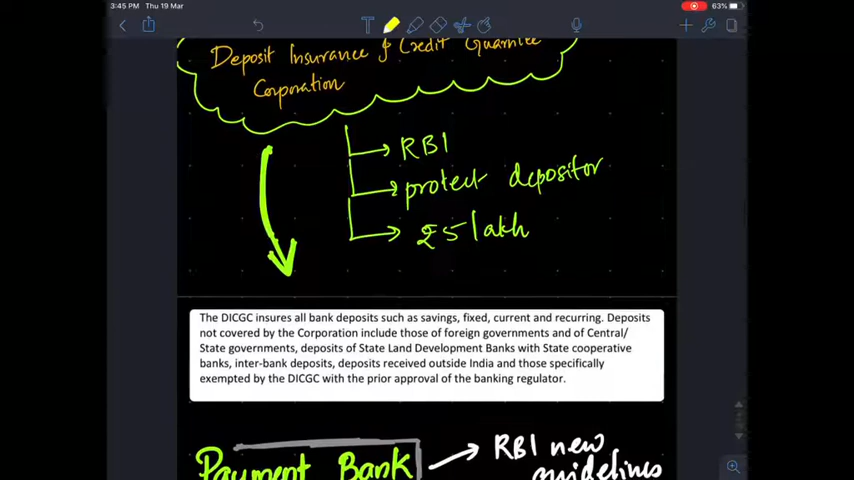 3:45 PM Thu 19 Mar
63%
T
Deposit Insurance & Credit Guarantee
Corporation
RBI
protect depositor
₹5 lakh
The DICGC insures all bank deposits such as savings, fixed, current and recurring. Deposits
not covered by the Corporation include those of foreign governments and of Central/
State governments, deposits of State Land Development Banks with State cooperative
banks, inter-bank deposits, deposits received outside India and those specifically
exempted by the DICGC with the prior approval of the banking regulator.
Payment Bank
RBI new
guidelines